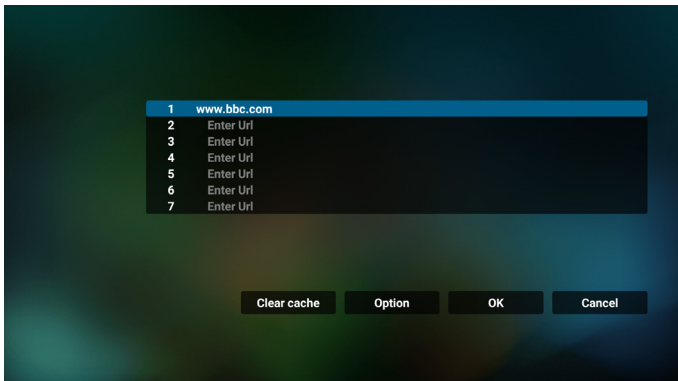 1 www.bbc.com
2 Enter Url
3 Enter Url
4 Enter Url
5 Enter Url
6 Enter Url
7 Enter Url
Clear cache Option OK Cancel